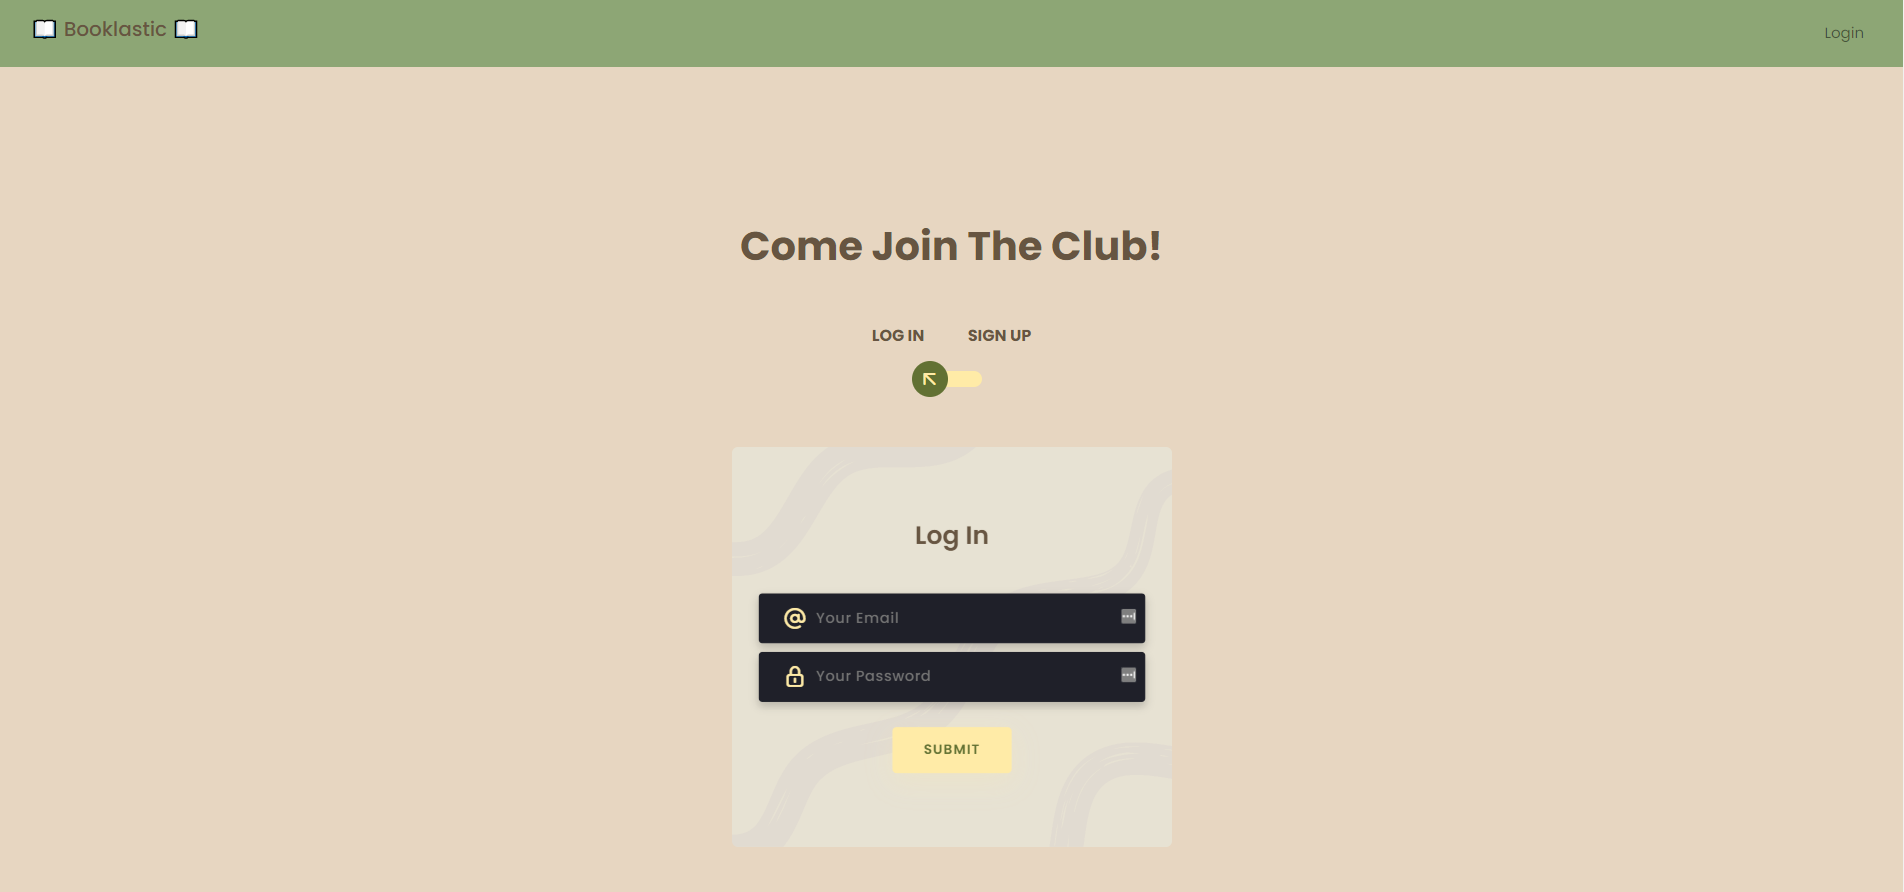 📖 Booklastic 📖
Login
Come Join The Club!
LOG IN SIGN UP
Log In
@ Your Email
Your Password
SUBMIT